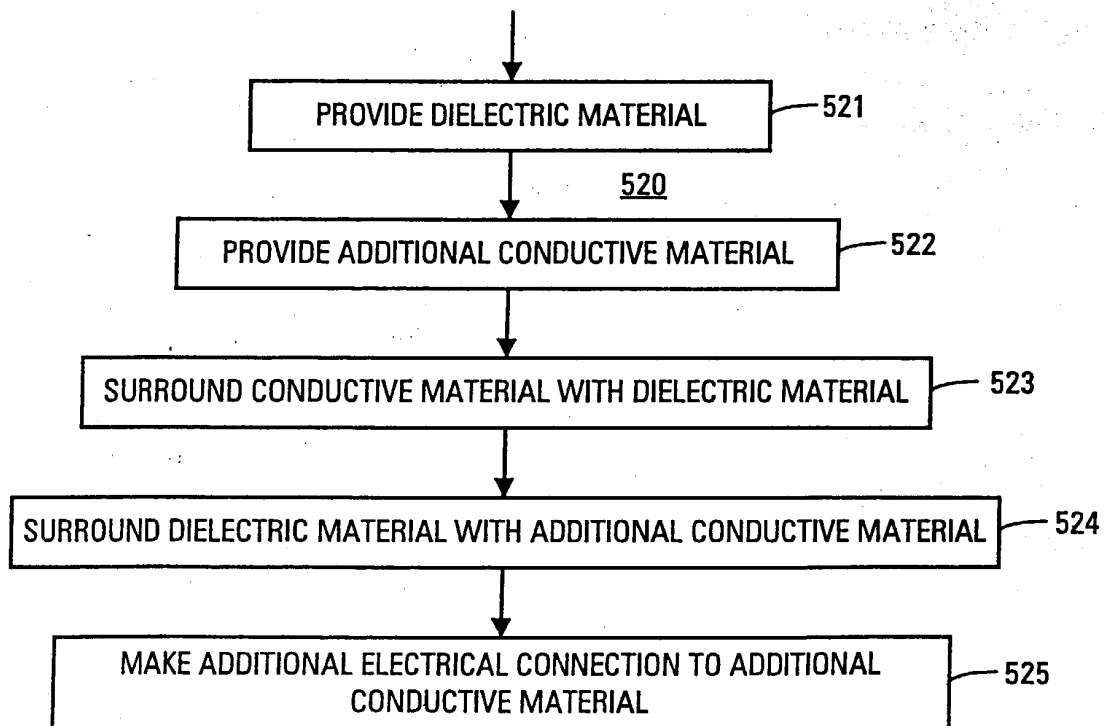 PROVIDE DIELECTRIC MATERIAL
521
520
PROVIDE ADDITIONAL CONDUCTIVE MATERIAL
522
SURROUND CONDUCTIVE MATERIAL WITH DIELECTRIC MATERIAL
523
SURROUND DIELECTRIC MATERIAL WITH ADDITIONAL CONDUCTIVE MATERIAL
524
MAKE ADDITIONAL ELECTRICAL CONNECTION TO ADDITIONAL
CONDUCTIVE MATERIAL
525